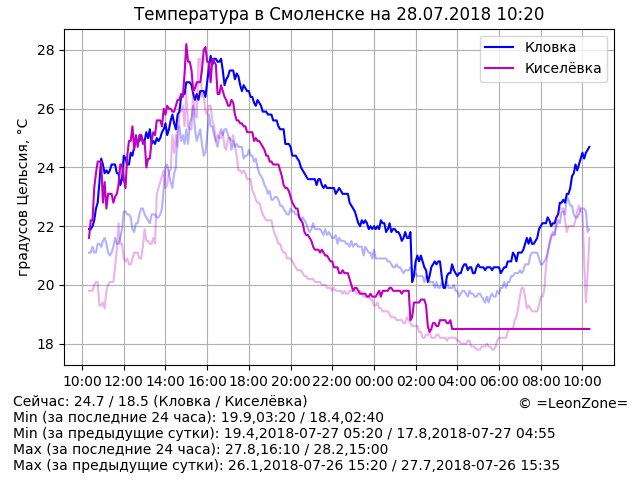 Температура в Смоленске на 28.07.2018 10:20
Кловка
Киселёвка
градусов Цельсия, °C
28
26
24
22
20
18
10:00 12:00 14:00 16:00 18:00 20:00 22:00 00:00 02:00 04:00 06:00 08:00 10:00
Сейчас: 24.7 / 18.5 (Кловка / Киселёвка)
© =LeonZone=
Min (за последние 24 часа): 19.9,03:20 / 18.4,02:40
Min (за предыдущие сутки): 19.4,2018-07-27 05:20 / 17.8,2018-07-27 04:55
Max (за последние 24 часа): 27.8,16:10 / 28.2,15:00
Max (за предыдущие сутки): 26.1,2018-07-26 15:20 / 27.7,2018-07-26 15:35